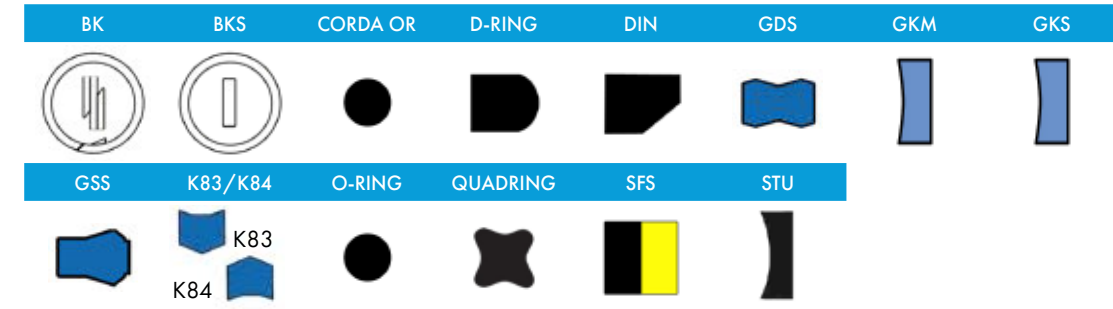 BK BKS CORDA OR D-RING DIN GDS GKM GKS
GSS K83/K84 O-RING QUADRING SFS STU
K83
K84